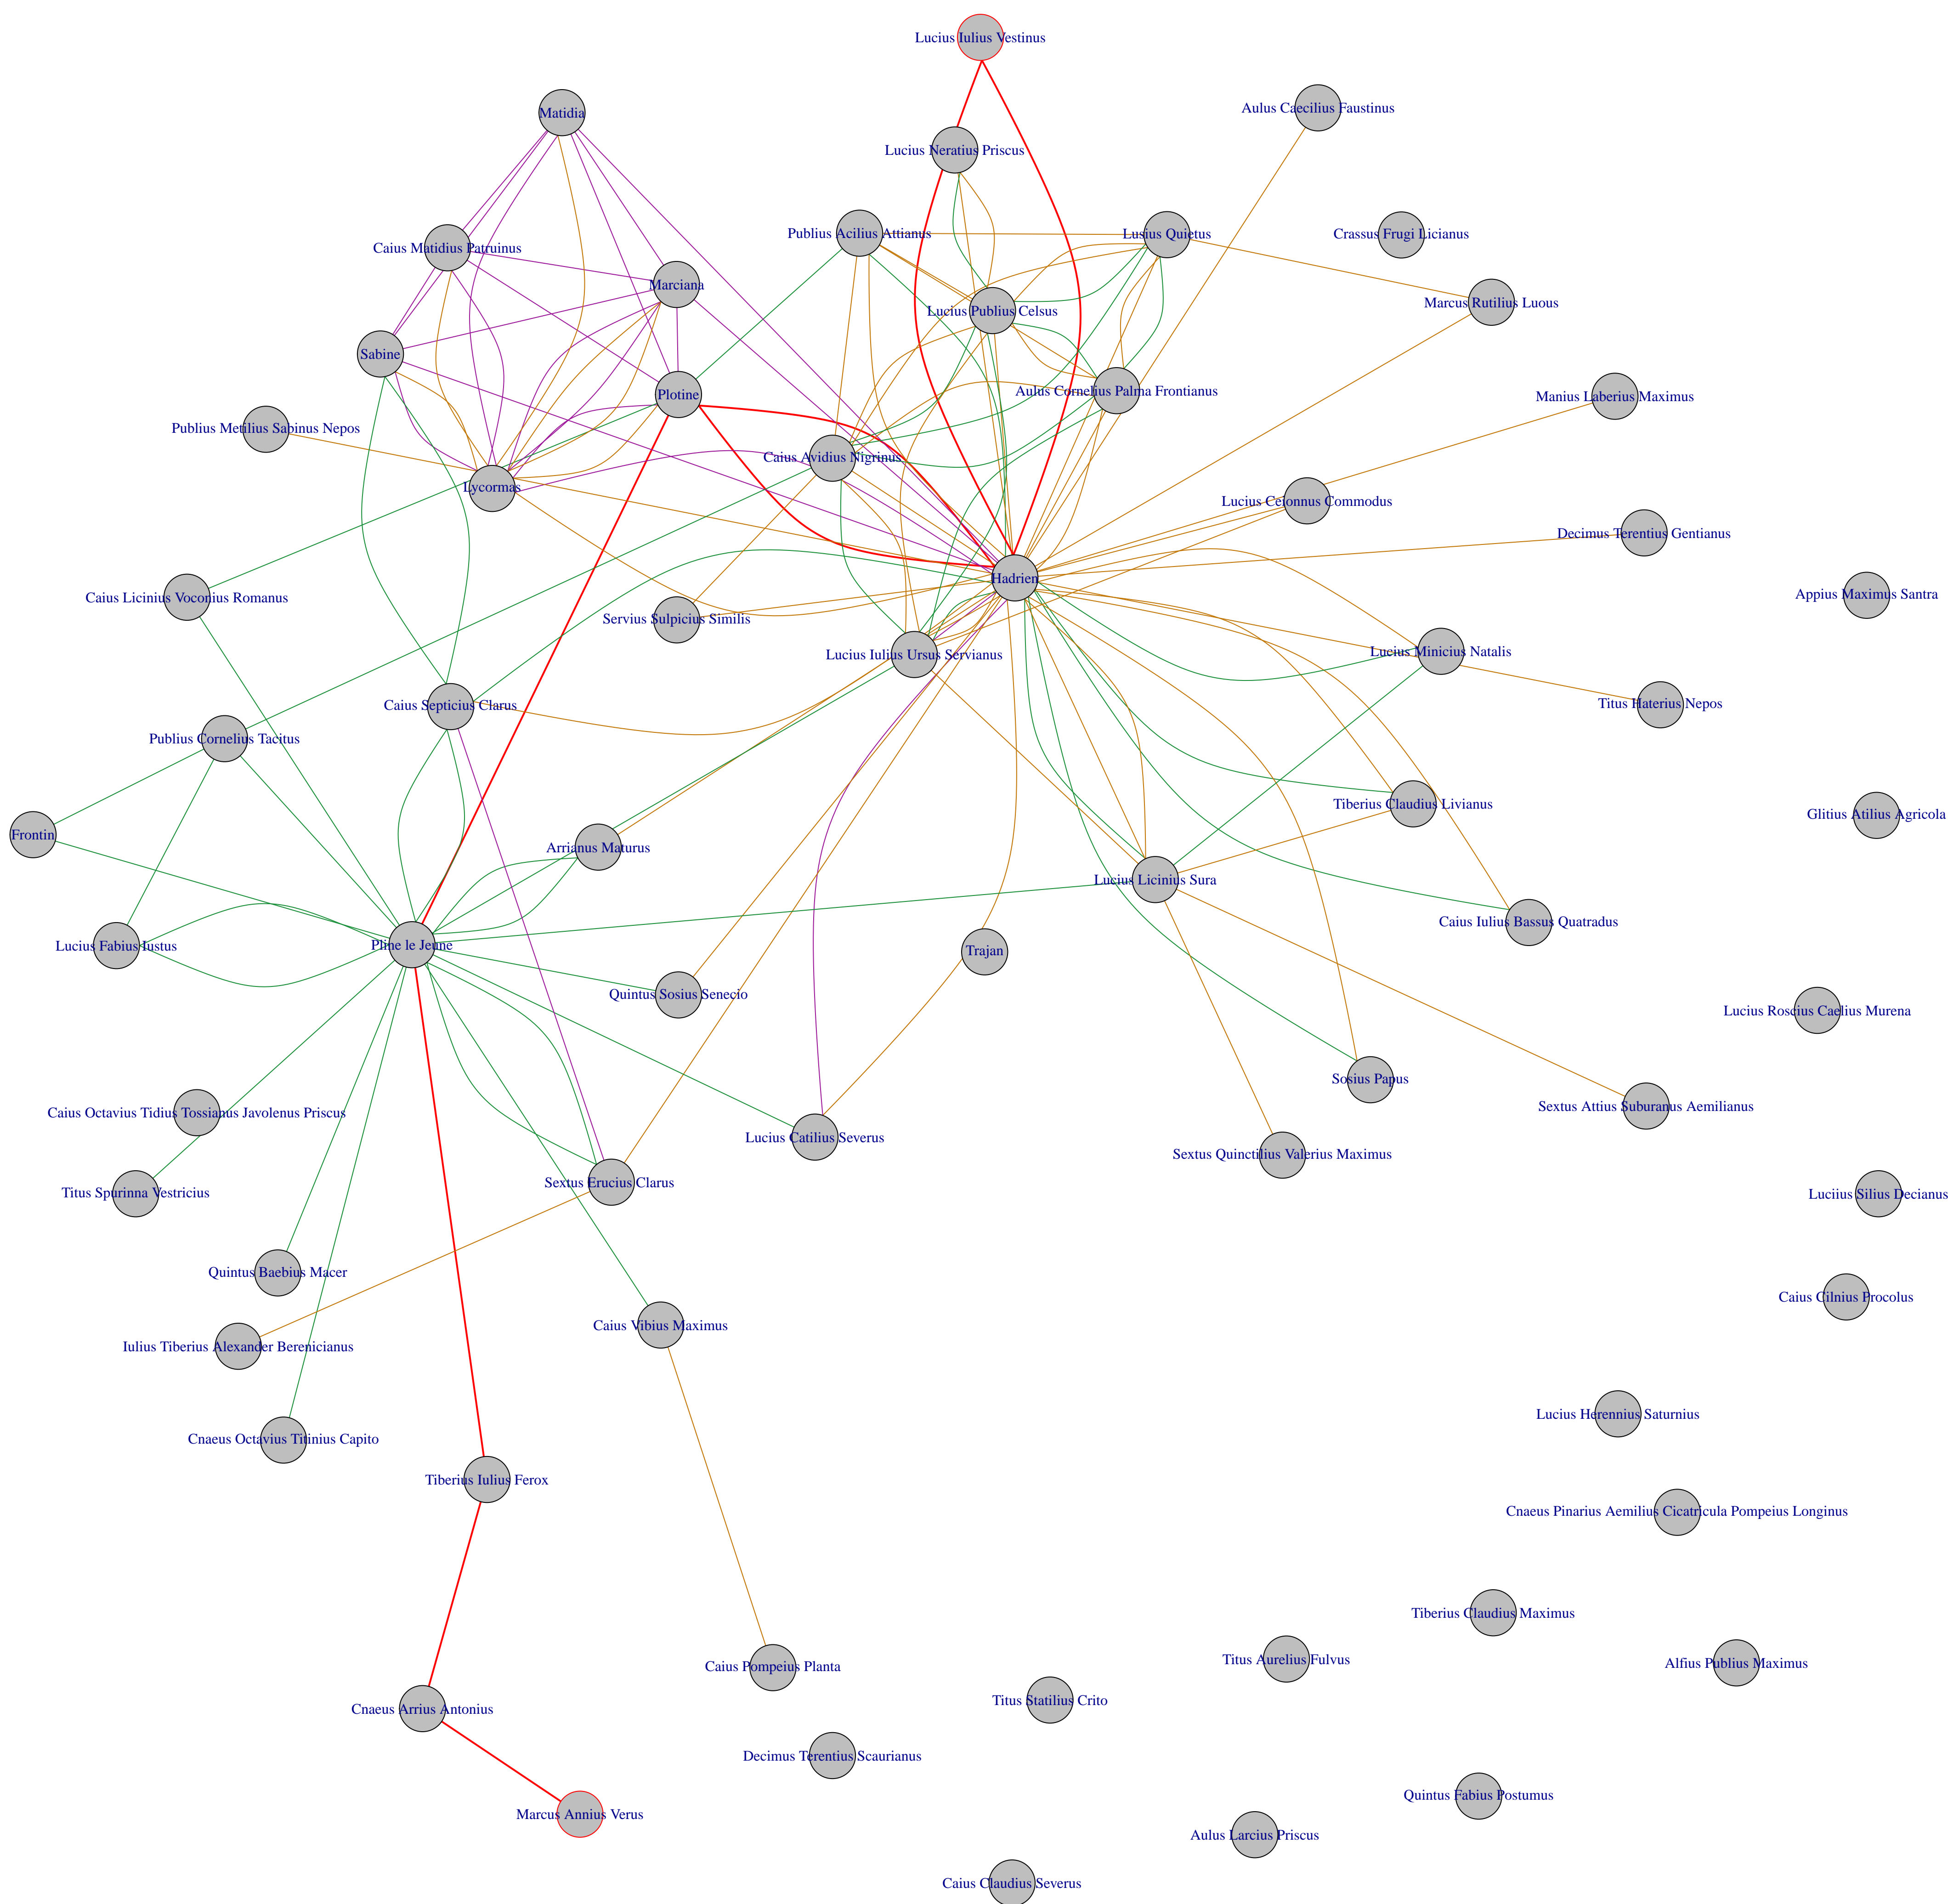 Lucius Iulius Vestinus
Aulus Caecilius Faustinus
Matidia
Lucius Neratius Priscus
Publius Acilius Attianus
Lusius Quietus
Crassus Frugi Licianus
Caius Matidius Patruinus
Marciana
Marcus Rutilius Luous
Lucius Publius Celsus
Sabine
Plotine
Aulus Cornelius Palma Frontianus
Manius Laberius Maximus
Publius Metilius Sabinus Nepos
Caius Avidius Nigrinus
Lycormas
Lucius Ceionnus Commodus
Decimus Terentius Gentianus
Hadrien
Caius Licinius Voconius Romanus
Appius Maximus Santra
Servius Sulpicius Similis
Lucius Iulius Ursus Servianus
Lucius Minicius Natalis
Caius Septicius Clarus
Titus Haterius Nepos
Publius Cornelius Tacitus
Tiberius Claudius Livianus
Glitius Atilius Agricola
Frontin
Arrianus Maturus
Lucius Licinius Sura
Caius Iulius Bassus Quatradus
Lucius Fabius Iustus
Pline le Jeune
Trajan
Quintus Sosius Senecio
Lucius Roscius Caelius Murena
Sosius Papus
Sextus Attius Suburanus Aemilianus
Caius Octavius Tidius Tossianus Javolenus Priscus
Lucius Catilius Severus
Sextus Quinctilius Valerius Maximus
Sextus Erucius Clarus
Titus Spurinna Vestricius
Luciius Silius Decianus
Quintus Baebius Macer
Caius Cilnius Procolus
Caius Vibius Maximus
Iulius Tiberius Alexander Berenicianus
Lucius Herennius Saturnius
Cnaeus Octavius Titinius Capito
Tiberius Iulius Ferox
Cnaeus Pinarius Aemilius Cicatricula Pompeius Longinus
Tiberius Claudius Maximus
Titus Aurelius Fulvus
Alfius Publius Maximus
Caius Pompeius Planta
Titus Statilius Crito
Cnaeus Arrius Antonius
Decimus Terentius Scaurianus
Quintus Fabius Postumus
Marcus Annius Verus
Aulus Larcius Priscus
Caius Claudius Severus